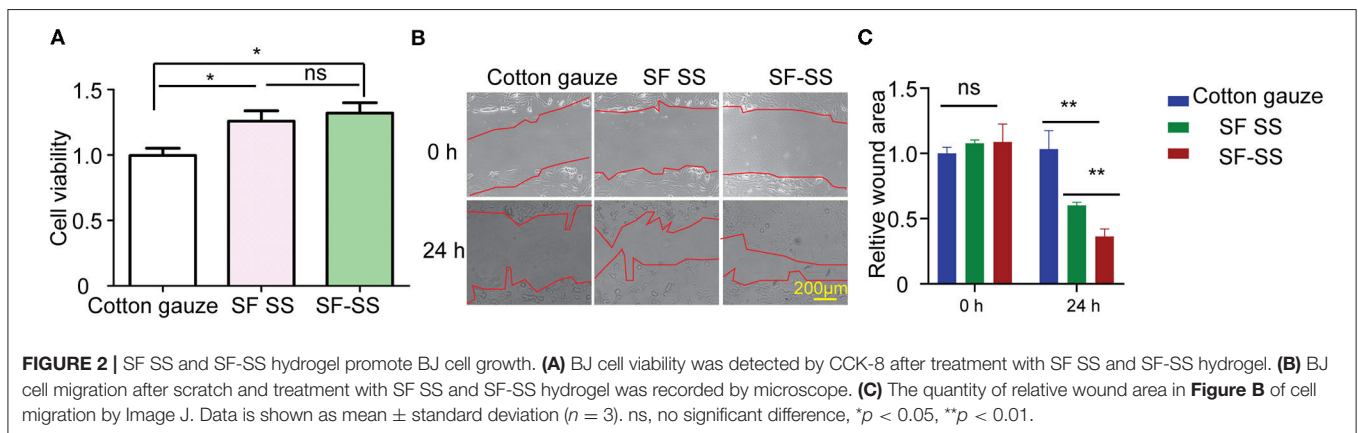 A
*
*
ns
Cell viability
1.5
1.0
0.5
0
Cotton gauze SF SS SF-SS
B
Cotton gauze SF SS SF-SS
0 h
24 h
200μm
C
Reltive wound area
1.5
1.0
0.5
0
ns
**
**
0 h 24 h
Cotton gauze
SF SS
SF-SS
FIGURE 2 | SF SS and SF-SS hydrogel promote BJ cell growth. (A) BJ cell viability was detected by CCK-8 after treatment with SF SS and SF-SS hydrogel. (B) BJ
cell migration after scratch and treatment with SF SS and SF-SS hydrogel was recorded by microscope. (C) The quantity of relative wound area in Figure B of cell
migration by Image J. Data is shown as mean ± standard deviation (n = 3). ns, no significant difference, *p < 0.05, **p < 0.01.